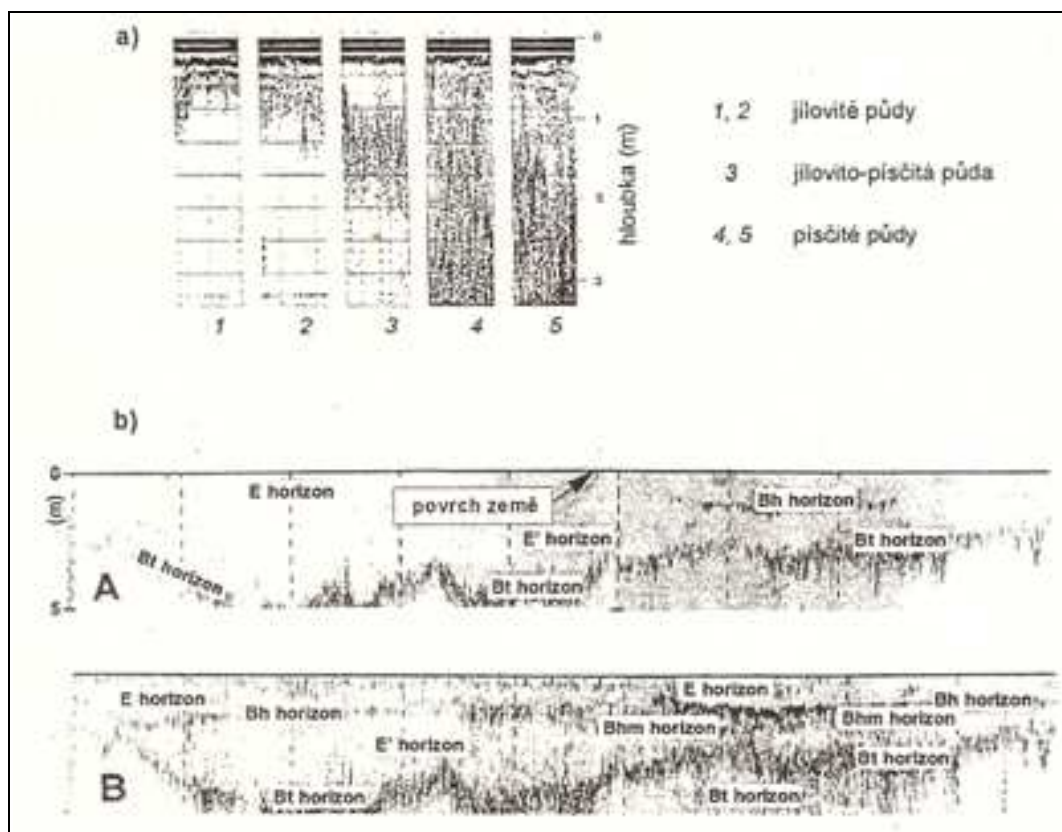 a)
0
1, 2 jílovité půdy
1
3 jílovito-písčitá půda
hloubka (m)
4, 5 písčité půdy
3
1 2 3 4 5
b)
0
E horizon
povrch země
Bh horizon
(m)
E' horizon
Bt horizon
Bt horizon
Bt horizon
A
5
E horizon
E horizon
Bh horizon
Bh horizon
Bhm horizon
Bhm horizon
E' horizon
Bt horizon
B
Bt horizon
Bt horizon